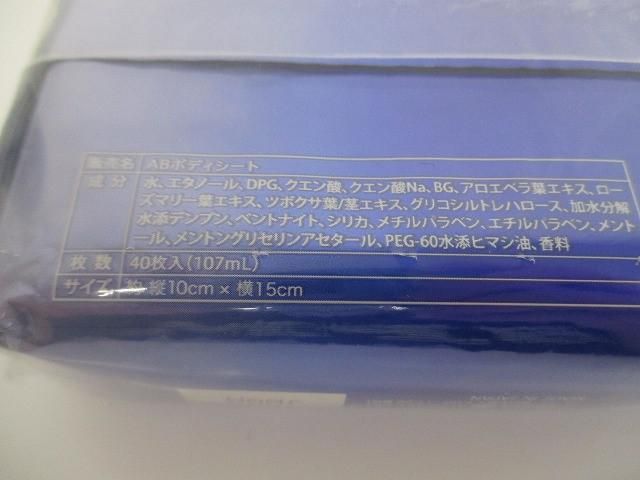 販売名 ABボディシート
成分 水、エタノール、DPG、クエン酸、クエン酸Na、BG、アロエベラ葉エキス、ロー
ズマリー葉エキス、ツボクサ葉/茎エキス、グリコシルトレハロース、加水分解
水添デンプン、ベントナイト、シリカ、メチルパラベン、エチルパラベン、メント
ール、メントングリセリンアセタール、PEG-60水添ヒマシ油、香料
枚数 40枚入(107mL)
サイズ 約 縦10cm×横15cm